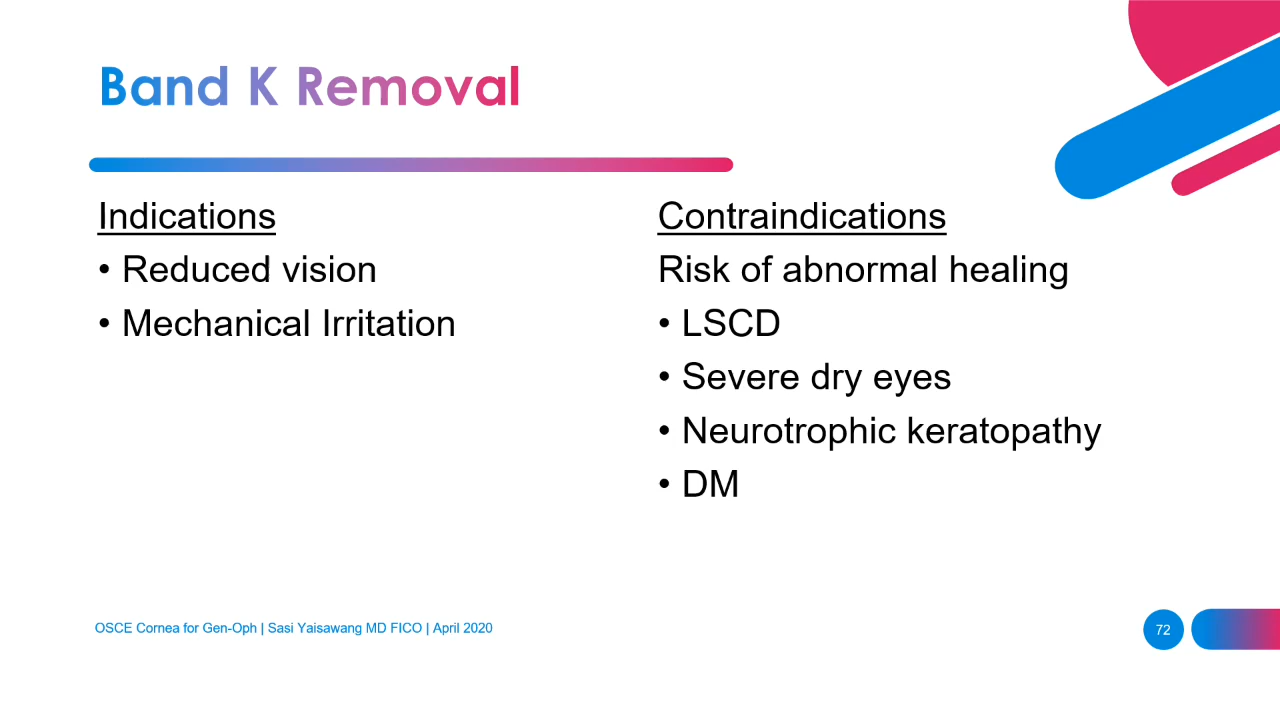 Band K Removal
Indications
• Reduced vision
• Mechanical Irritation
Contraindications
Risk of abnormal healing
• LSCD
• Severe dry eyes
• Neurotrophic keratopathy
• DM
OSCE Cornea for Gen-Oph | Sasi Yaisawang MD FICO | April 2020
72